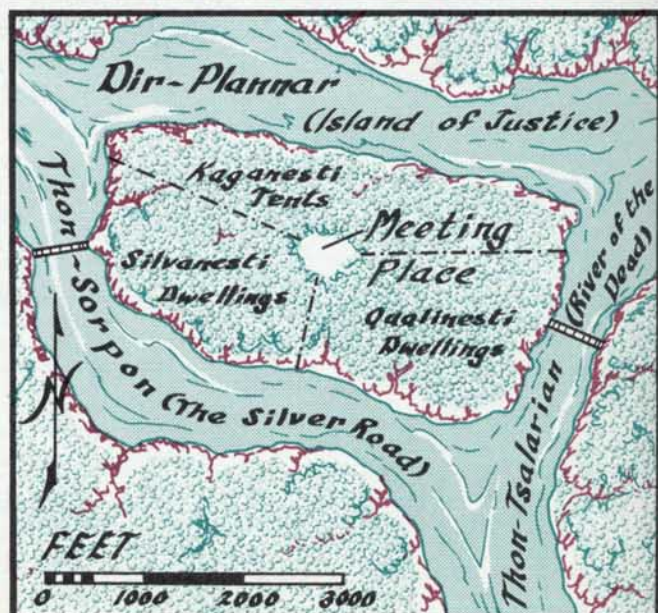 Dir-Plannar
(Island of Justice)
Kaganesti
Tents
Meeting
Place
Silvanesti
Dwellings
Qualinesti
Dwellings
Thon-Sorpon (The Silver Road)
Thon-Tsalarian (River of the
Dead)
N
FEET
0 1000 2000 3000